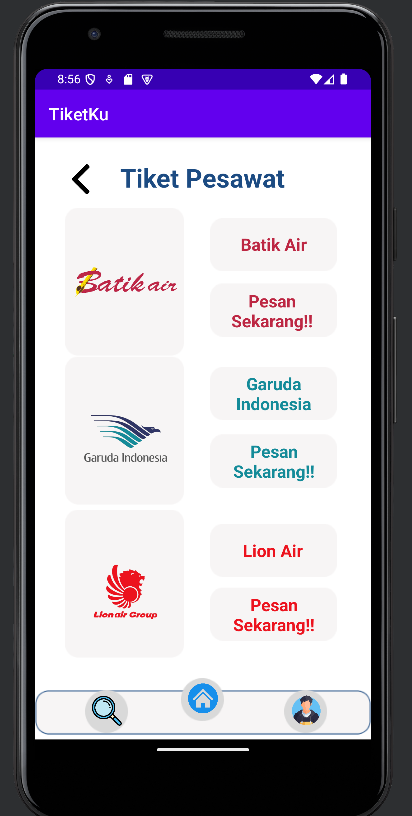 8:56
TiketKu
Tiket Pesawat
Batik air
Batik Air
Pesan
Sekarang!!
Garuda Indonesia
Garuda
Indonesia
Pesan
Sekarang!!
Lion air Group
Lion Air
Pesan
Sekarang!!